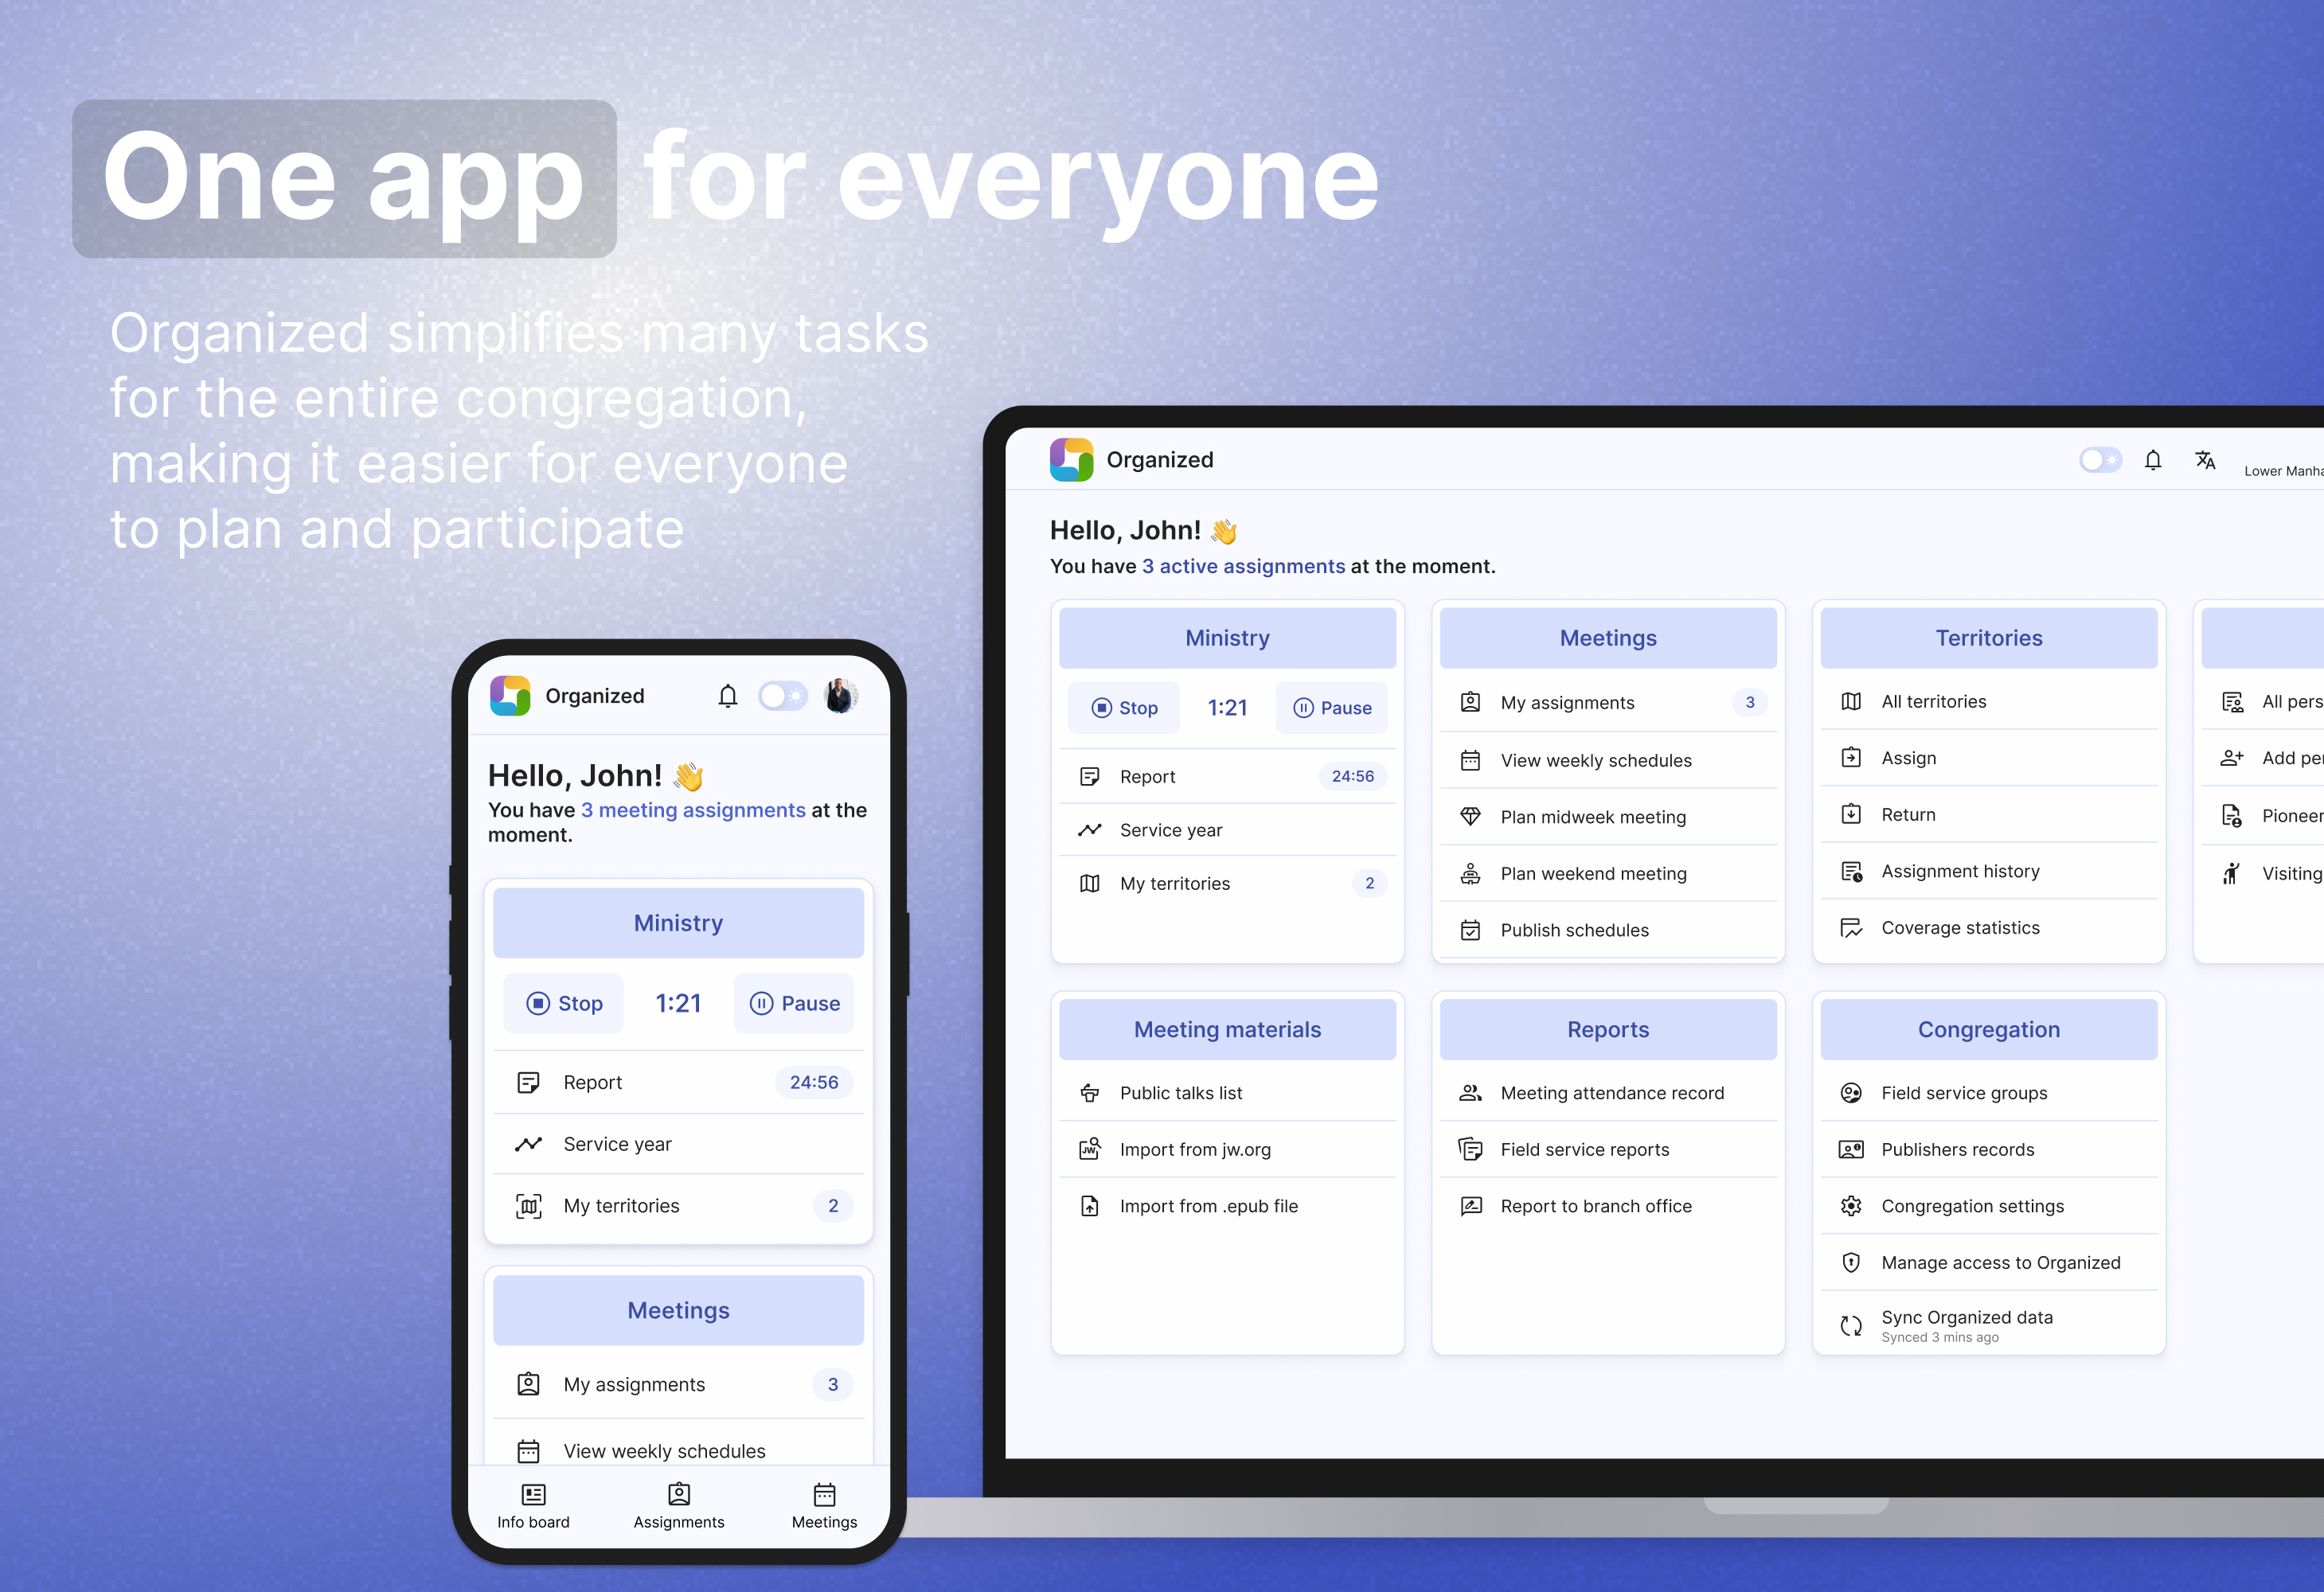 One app for everyone
Organized simplifies many tasks
for the entire congregation,
making it easier for everyone
to plan and participate
Organized
Hello, John! 👋
You have 3 meeting assignments at the
moment.
Ministry
Stop 1:21 Pause
Report 24:56
Service year
My territories 2
Meetings
My assignments 3
View weekly schedules
Info board Assignments Meetings
Organized
Lower Manha
Hello, John! 👋
You have 3 active assignments at the moment.
Ministry
Stop 1:21 Pause
Report 24:56
Service year
My territories 2
Meetings
My assignments 3
View weekly schedules
Plan midweek meeting
Plan weekend meeting
Publish schedules
Territories
All territories
Assign
Return
Assignment history
Coverage statistics
All pers
Add per
Pioneer
Visiting
Meeting materials
Public talks list
JW
Import from jw.org
Import from .epub file
Reports
Meeting attendance record
Field service reports
Report to branch office
Congregation
Field service groups
Publishers records
Congregation settings
Manage access to Organized
Sync Organized data
Synced 3 mins ago